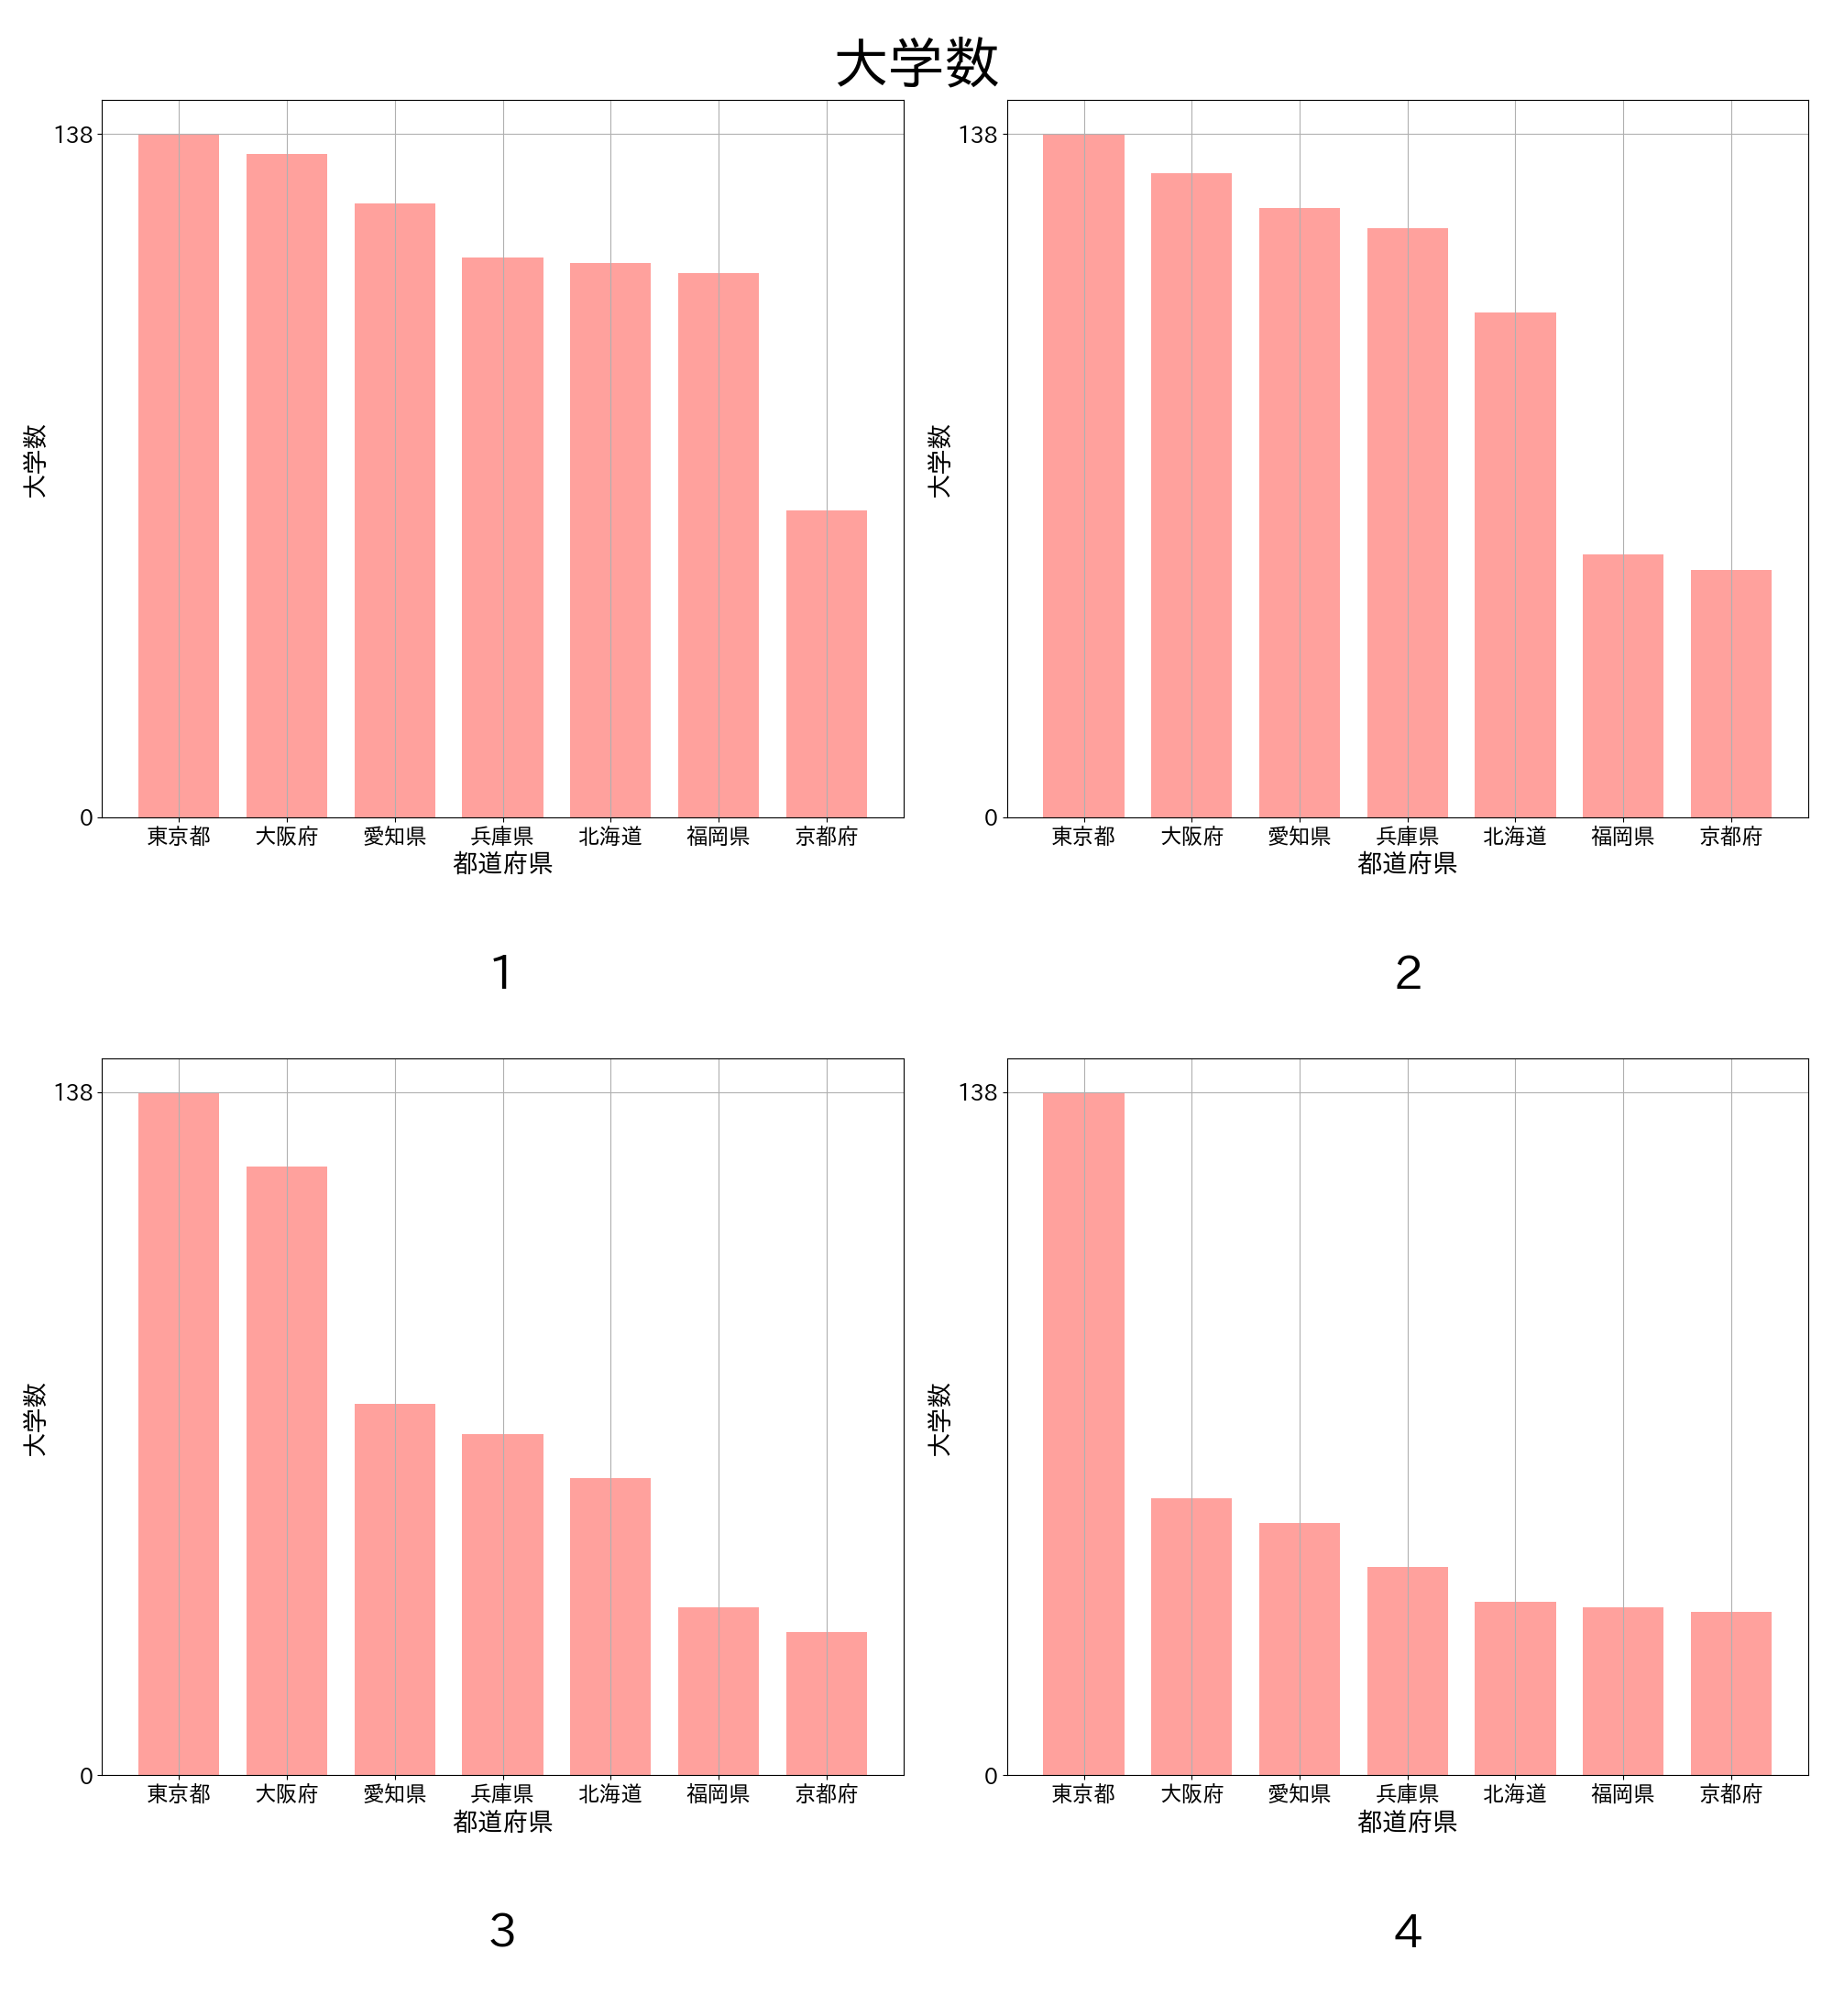 大学数
138
0
大学数
東京都 大阪府 愛知県 兵庫県 北海道 福岡県 京都府
都道府県
1
138
0
大学数
東京都 大阪府 愛知県 兵庫県 北海道 福岡県 京都府
都道府県
2
138
0
大学数
東京都 大阪府 愛知県 兵庫県 北海道 福岡県 京都府
都道府県
3
138
0
大学数
東京都 大阪府 愛知県 兵庫県 北海道 福岡県 京都府
都道府県
4